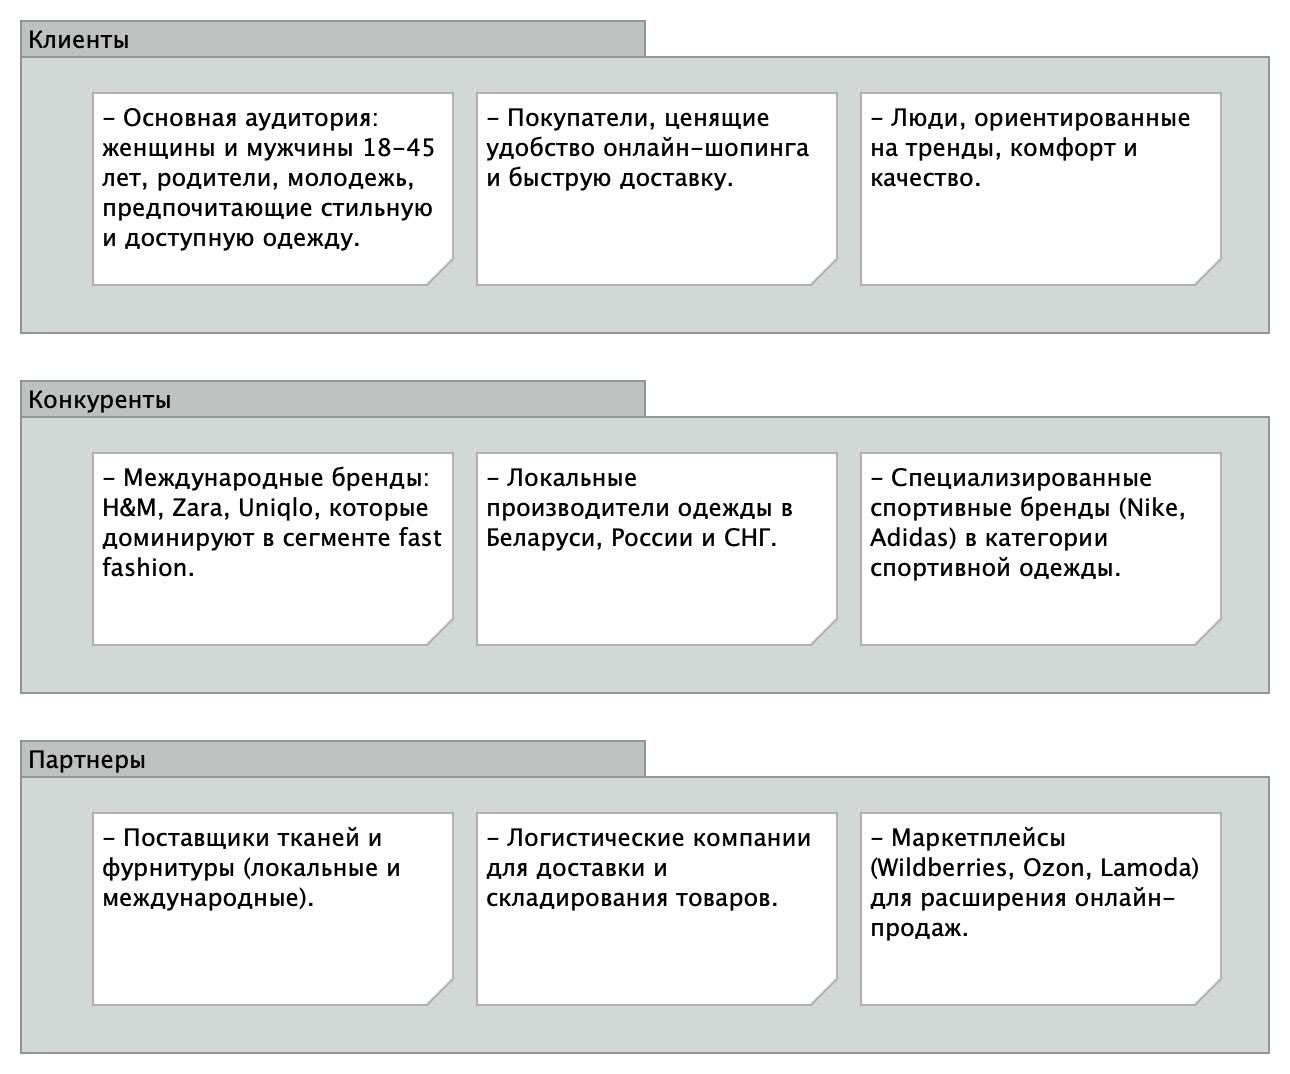 Клиенты
– Основная аудитория:
женщины и мужчины 18–45
лет, родители, молодежь,
предпочитающие стильную
и доступную одежду.
– Покупатели, ценящие
удобство онлайн–шопинга
и быструю доставку.
– Люди, ориентированные
на тренды, комфорт и
качество.
Конкуренты
– Международные бренды:
H&M, Zara, Uniqlo, которые
доминируют в сегменте fast
fashion.
– Локальные
производители одежды в
Беларуси, России и СНГ.
– Специализированные
спортивные бренды (Nike,
Adidas) в категории
спортивной одежды.
Партнеры
– Поставщики тканей и
фурнитуры (локальные и
международные).
– Логистические компании
для доставки и
складирования товаров.
– Маркетплейсы
(Wildberries, Ozon, Lamoda)
для расширения онлайн–
продаж.